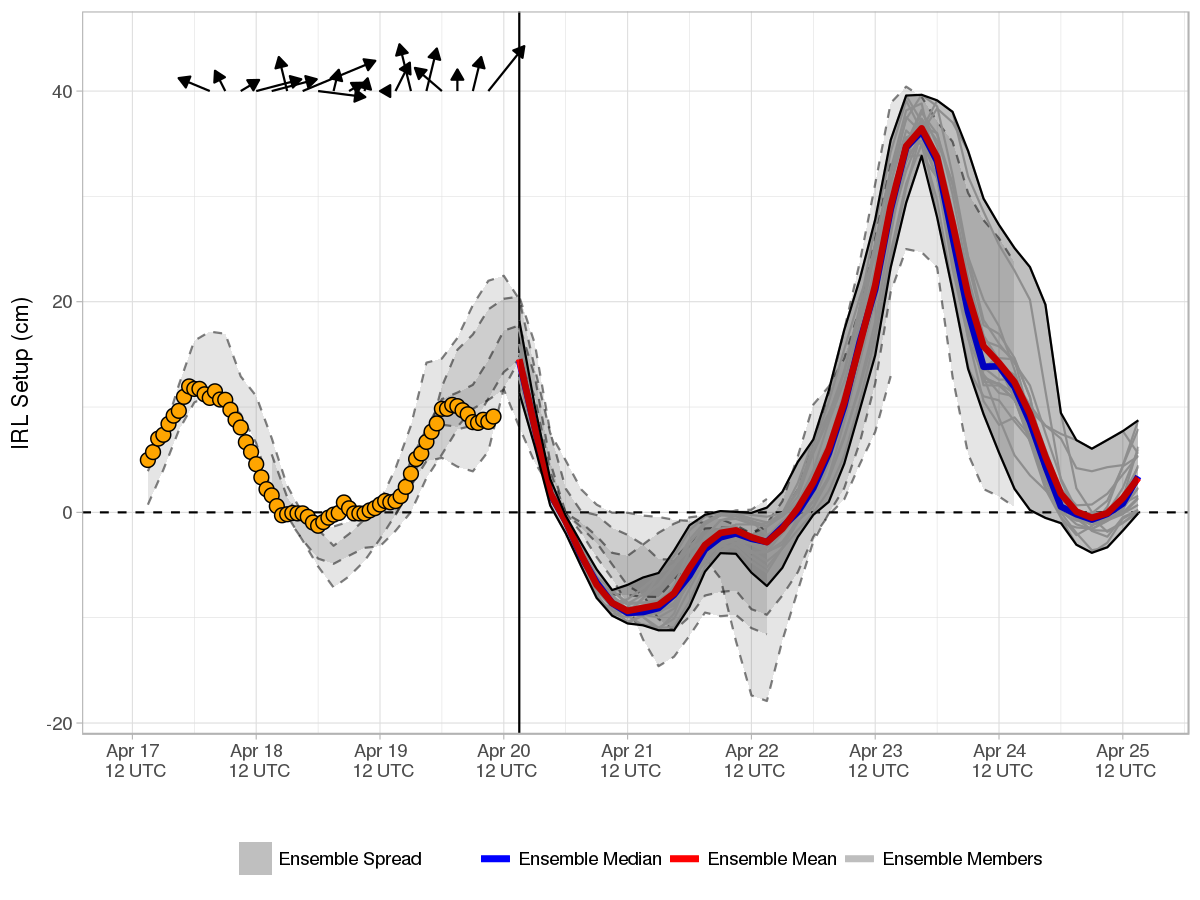 IRL Setup (cm)
40
20
0
-20
Apr 17 Apr 18 Apr 19 Apr 20 Apr 21 Apr 22 Apr 23 Apr 24 Apr 25
12 UTC 12 UTC 12 UTC 12 UTC 12 UTC 12 UTC 12 UTC 12 UTC 12 UTC
Ensemble Spread Ensemble Median Ensemble Mean Ensemble Members